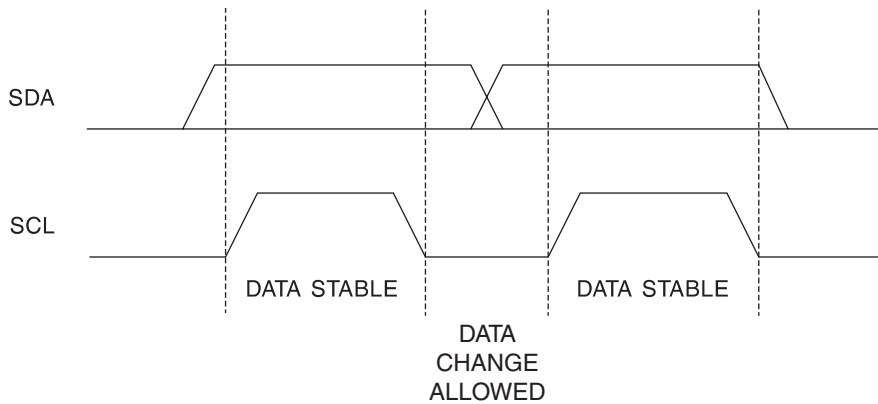 SDA
SCL
DATA STABLE
DATA STABLE
DATA
CHANGE
ALLOWED